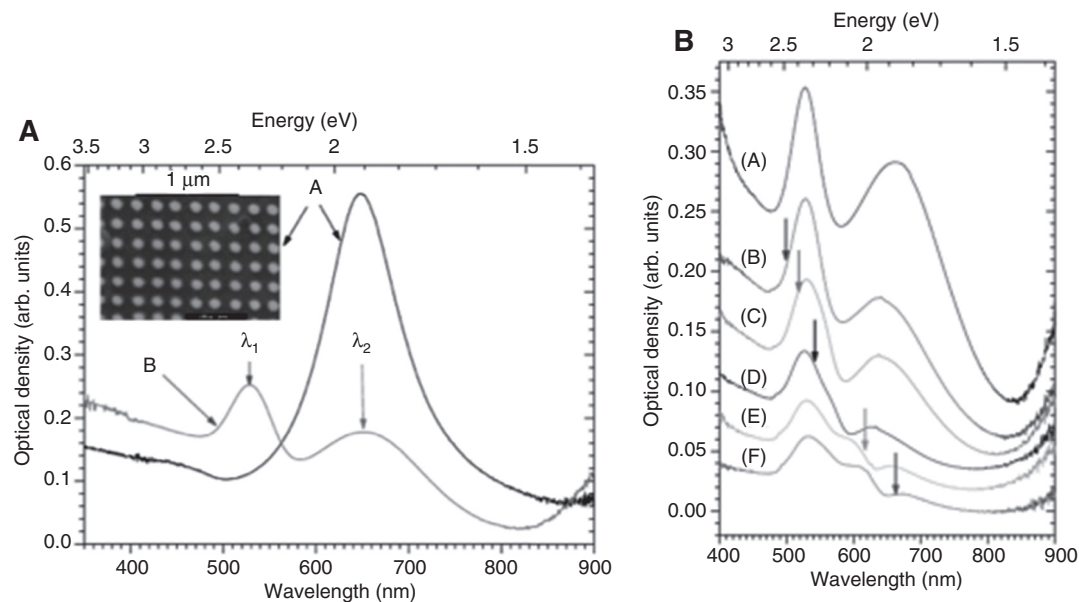 A
Energy (eV)
3.5 3 2.5 2 1.5
0.6
0.5
0.4
0.3
0.2
0.1
0.0
Optical density (arb. units)
1 μm
A
B
λ1
λ2
400 500 600 700 800 900
Wavelength (nm)
B
Energy (eV)
3 2.5 2 1.5
0.35
0.30
0.25
0.20
0.15
0.10
0.05
0.00
Optical density (arb. units)
(A)
(B)
(C)
(D)
(E)
(F)
400 500 600 700 800 900
Wavelength (nm)